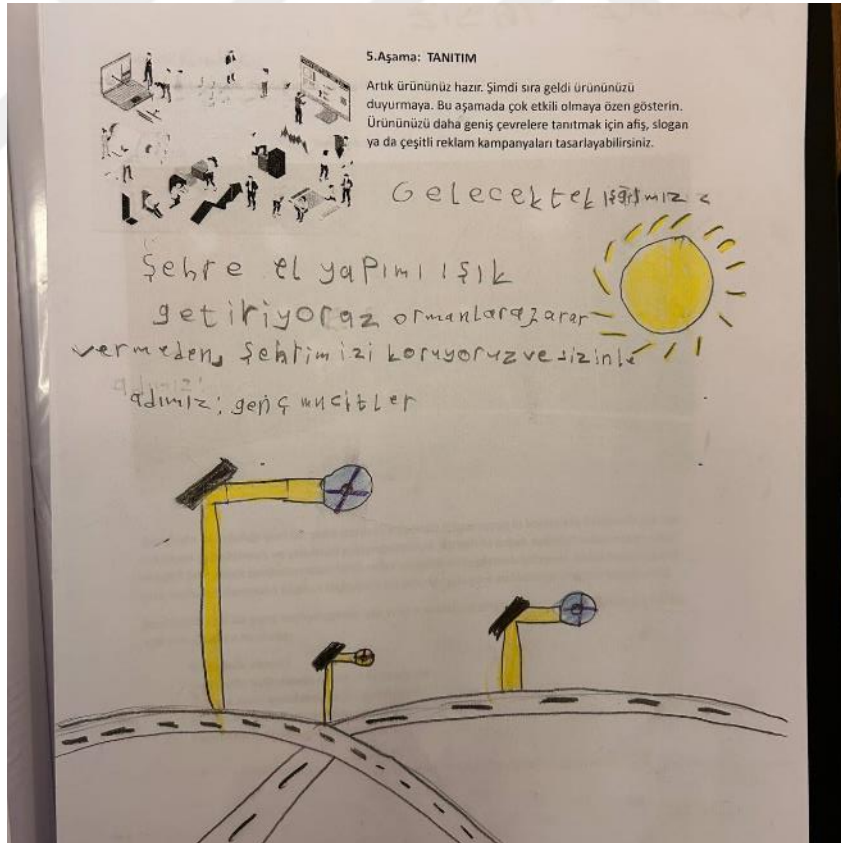 5.Aşama: TANITIM
Artık ürününüz hazır. Şimdi sıra geldi ürününüzü
duyurmaya. Bu aşamada çok etkili olmaya özen gösterin.
Ürününüzü daha geniş çevrelere tanıtmak için afiş, slogan
ya da çeşitli reklam kampanyaları tasarlayabilirsiniz.
Şehre el yapımı ışık
getiriyoraz ormanlara zarar
vermeden, Şehrimizi koruyoruz ve sizinle
adımız; genç mucitler